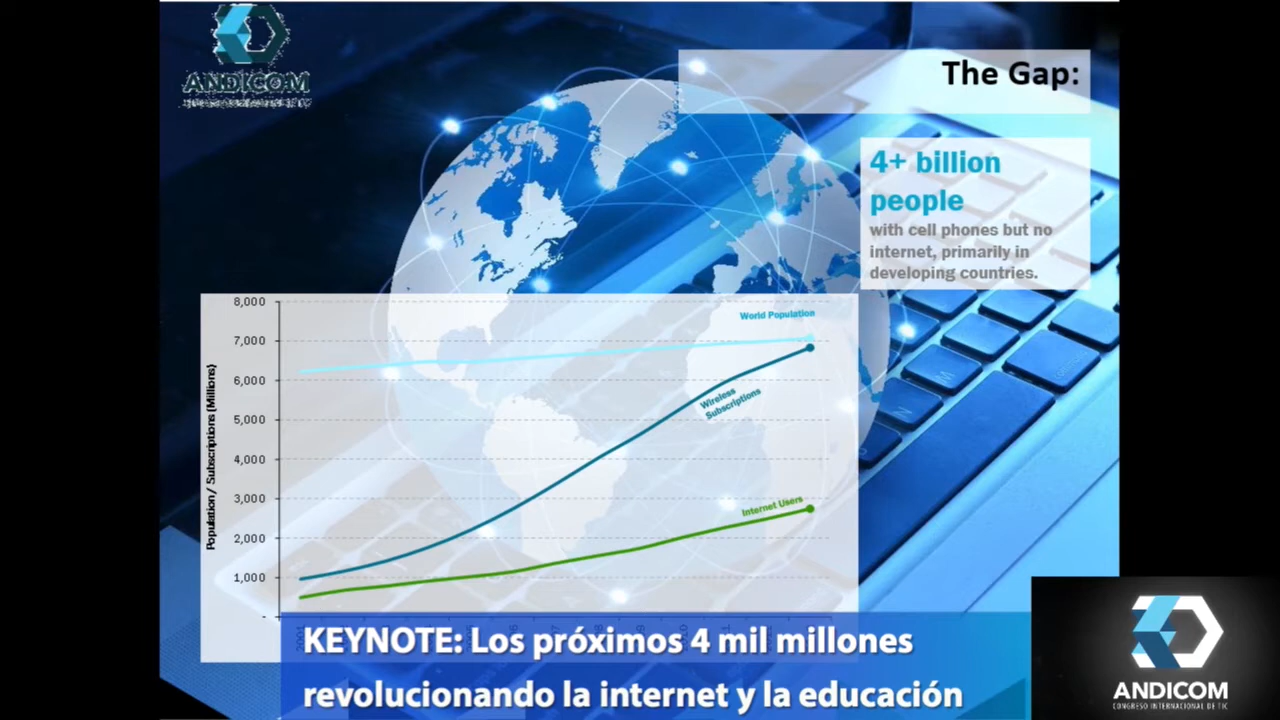 ANDICOM
The Gap:
4+ billion
people
with cell phones but no
internet, primarily in
developing countries.
8,000
7,000
6,000
5,000
4,000
3,000
2,000
1,000
-
Population / Subscriptions (Millions)
World Population
Wireless
Subscriptions
Internet Users
KEYNOTE: Los próximos 4 mil millones
revolucionando la internet y la educación
ANDICOM
CONGRESO INTERNACIONAL DE TIC